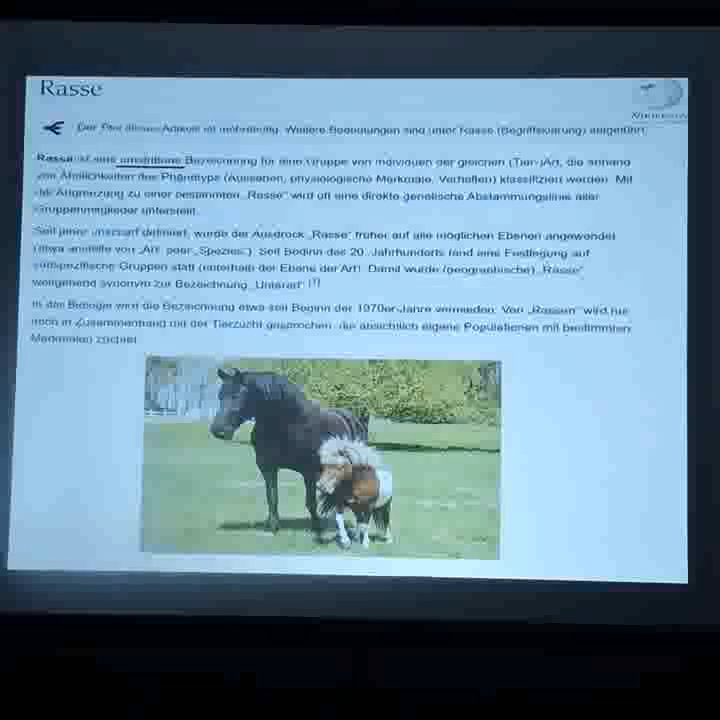 Rasse
WIKIPEDIA
Der Titel dieses Artikels ist mehrdeutig. Weitere Bedeutungen sind unter Rasse (Begriffsklärung) aufgeführt.
Rasse ist eine umstrittene Bezeichnung für eine Gruppe von Individuen der gleichen (Tier-)Art, die anhand
von Ähnlichkeiten des Phänotyps (Aussehen, physiologische Merkmale, Verhalten) klassifiziert werden. Mit
der Abgrenzung zu einer bestimmten „Rasse“ wird oft eine direkte genetische Abstammungslinie aller
Gruppenmitglieder unterstellt.
Seit jeher unscharf definiert, wurde der Ausdruck „Rasse“ früher auf alle möglichen Ebenen angewendet
(etwa anstelle von „Art“ oder „Spezies“). Seit Beginn des 20. Jahrhunderts fand eine Festlegung auf
subspezifische Gruppen statt (unterhalb der Ebene der Art). Damit wurde (geographische) „Rasse“
weitgehend synonym zur Bezeichnung „Unterart“.[1]
In der Biologie wird die Bezeichnung etwa seit Beginn der 1970er-Jahre vermieden. Von „Rassen“ wird nur
noch in Zusammenhang mit der Tierzucht gesprochen, die absichtlich eigene Populationen mit bestimmten
Merkmalen züchtet.